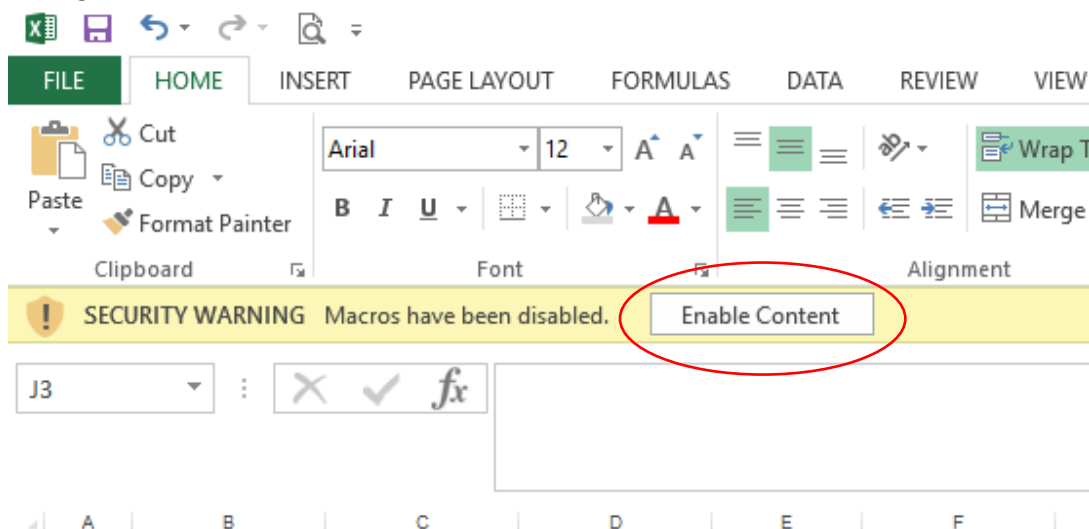 FILE HOME INSERT PAGE LAYOUT FORMULAS DATA REVIEW VIEW
Cut
Arial 12 A A Wrap T
Copy
Paste
B I U A Merge
Format Painter
Clipboard Font Alignment
! SECURITY WARNING Macros have been disabled. Enable Content
J3 fx
A B C D E F